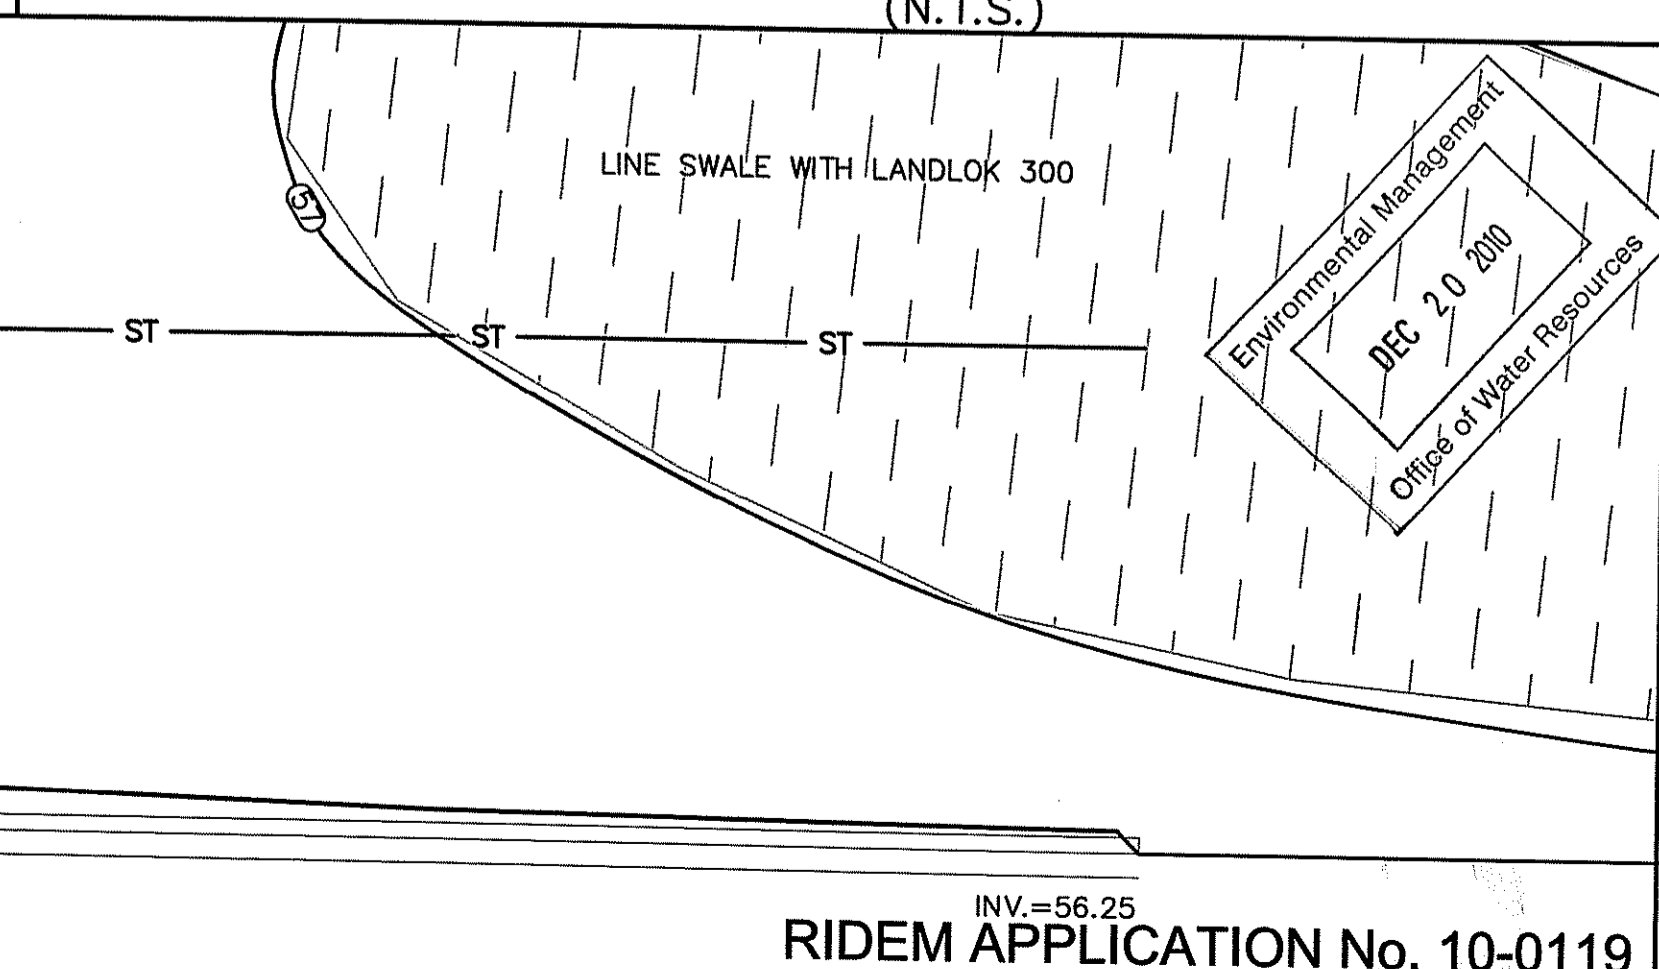 (N.T.S.)
LINE SWALE WITH LANDLOK 300
57
Environmental Management
DEC 20 2010
Office of Water Resources
ST ST ST
INV.=56.25
RIDEM APPLICATION No. 10-0119